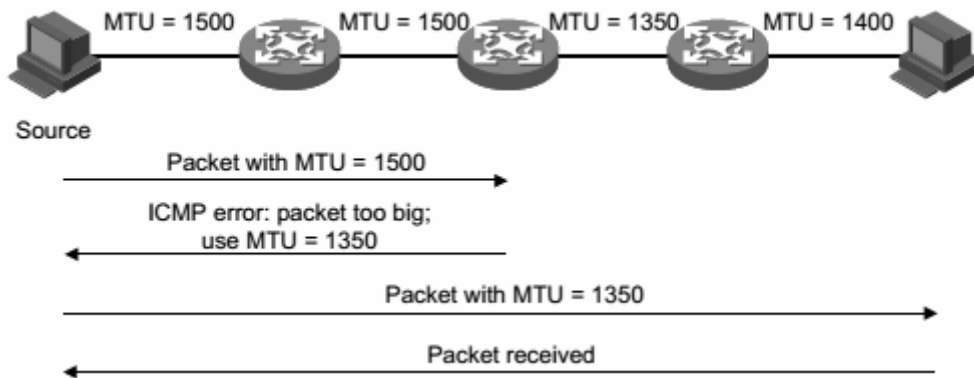 MTU = 1500 MTU = 1500 MTU = 1350 MTU = 1400
Source
Packet with MTU = 1500
ICMP error: packet too big;
use MTU = 1350
Packet with MTU = 1350
Packet received